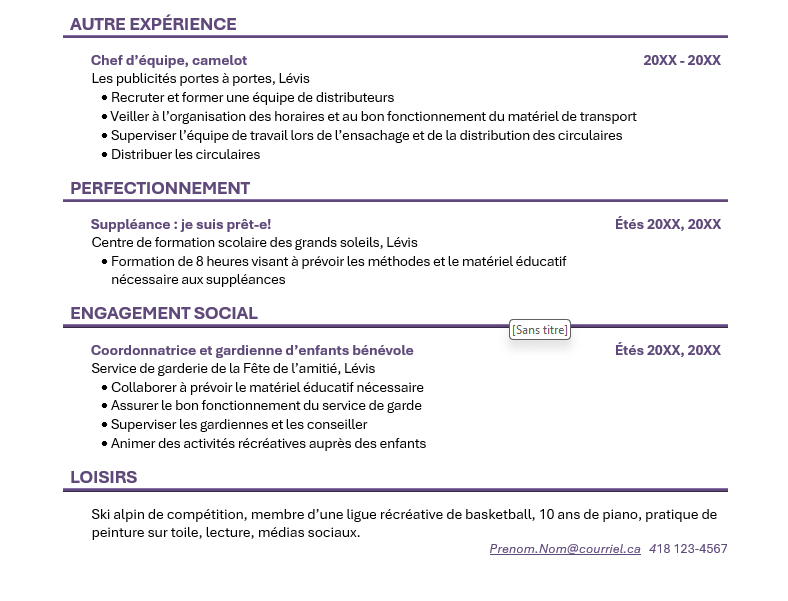 AUTRE EXPÉRIENCE
Chef d’équipe, camelot 20XX - 20XX
Les publicités portes à portes, Lévis
• Recruter et former une équipe de distributeurs
• Veiller à l’organisation des horaires et au bon fonctionnement du matériel de transport
• Superviser l’équipe de travail lors de l’ensachage et de la distribution des circulaires
• Distribuer les circulaires
PERFECTIONNEMENT
Suppléance : je suis prêt-e! Étés 20XX, 20XX
Centre de formation scolaire des grands soleils, Lévis
• Formation de 8 heures visant à prévoir les méthodes et le matériel éducatif
nécessaire aux suppléances
ENGAGEMENT SOCIAL
[Sans titre]
Coordonnatrice et gardienne d’enfants bénévole Étés 20XX, 20XX
Service de garderie de la Fête de l’amitié, Lévis
• Collaborer à prévoir le matériel éducatif nécessaire
• Assurer le bon fonctionnement du service de garde
• Superviser les gardiennes et les conseiller
• Animer des activités récréatives auprès des enfants
LOISIRS
Ski alpin de compétition, membre d’une ligue récréative de basketball, 10 ans de piano, pratique de
peinture sur toile, lecture, médias sociaux.
Prenom.Nom@courriel.ca 418 123-4567